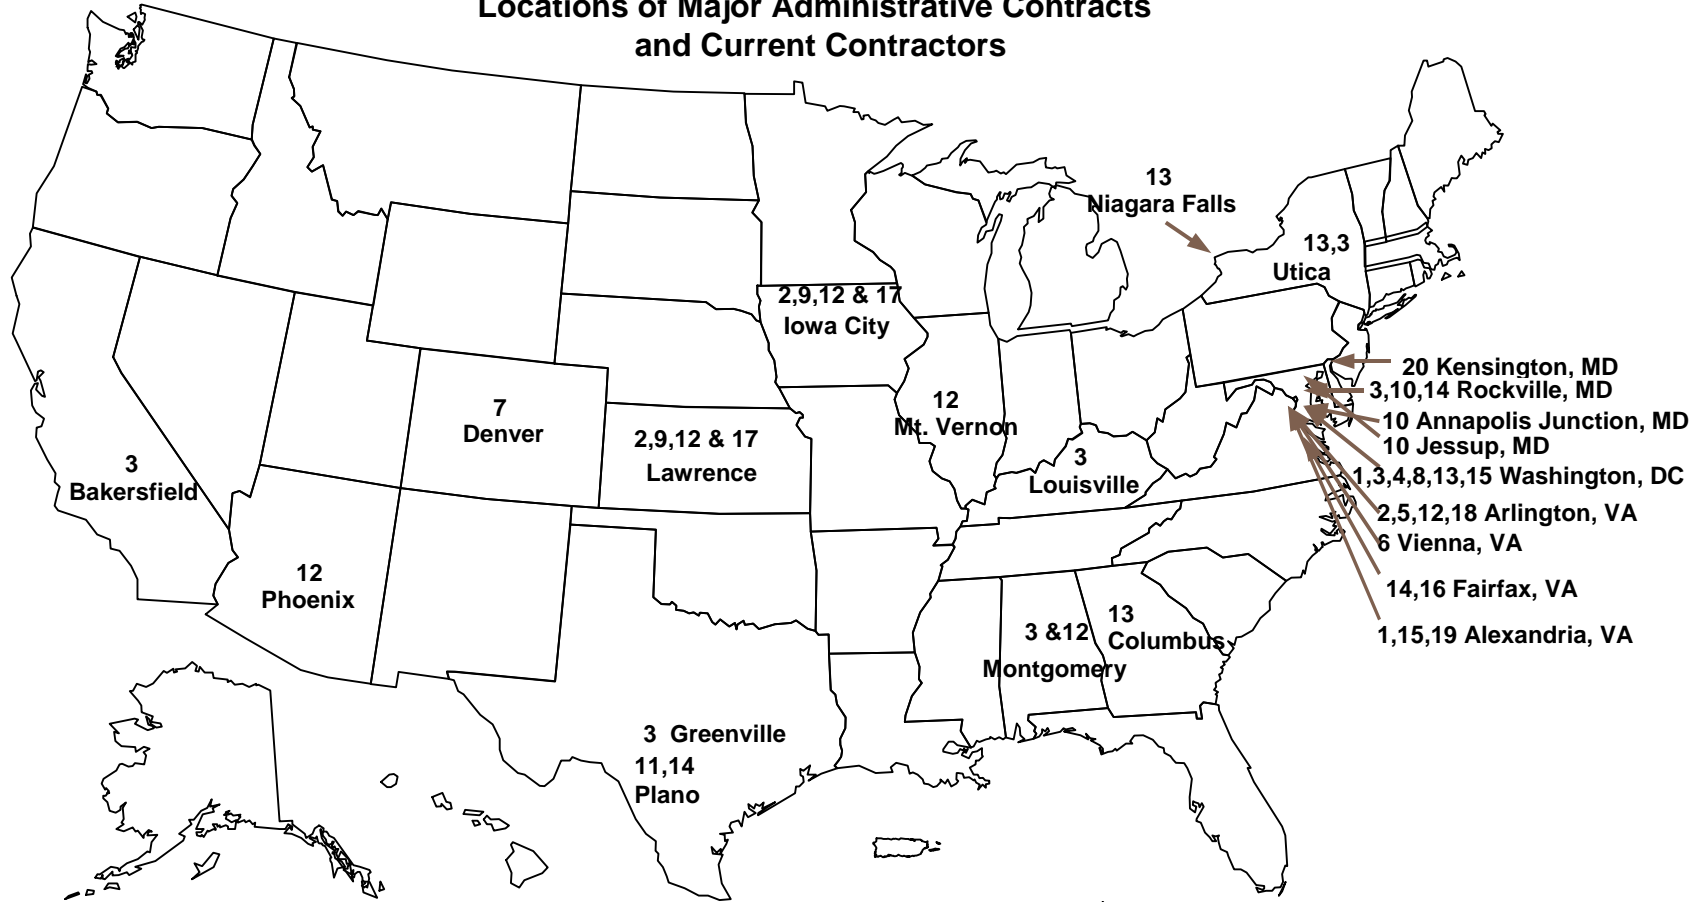 Locations of Major Administrative Contracts
and Current Contractors
13
Niagara Falls
13,3
Utica
2,9,12 & 17
Iowa City
20 Kensington, MD
3,10,14 Rockville, MD
10 Annapolis Junction, MD
10 Jessup, MD
1,3,4,8,13,15 Washington, DC
2,5,12,18 Arlington, VA
6 Vienna, VA
14,16 Fairfax, VA
1,15,19 Alexandria, VA
12
Mt. Vernon
7
Denver
2,9,12 & 17
Lawrence
3
Louisville
3
Bakersfield
12
Phoenix
3 &12
Montgomery
13
Columbus
3 Greenville
11,14
Plano